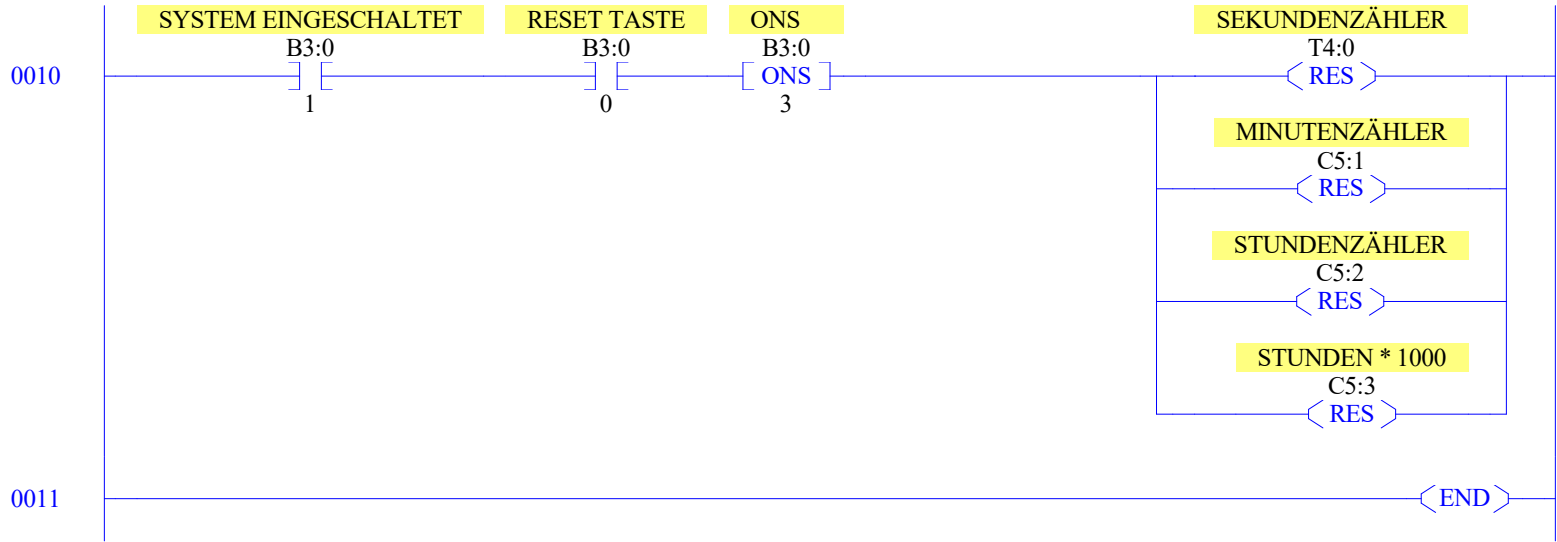 SYSTEM EINGESCHALTET RESET TASTE ONS SEKUNDENZÄHLER
B3:0 B3:0 B3:0 T4:0
0010 ONS RES
1 0 3
MINUTENZÄHLER
C5:1
RES
STUNDENZÄHLER
C5:2
RES
STUNDEN * 1000
C5:3
RES
0011 END